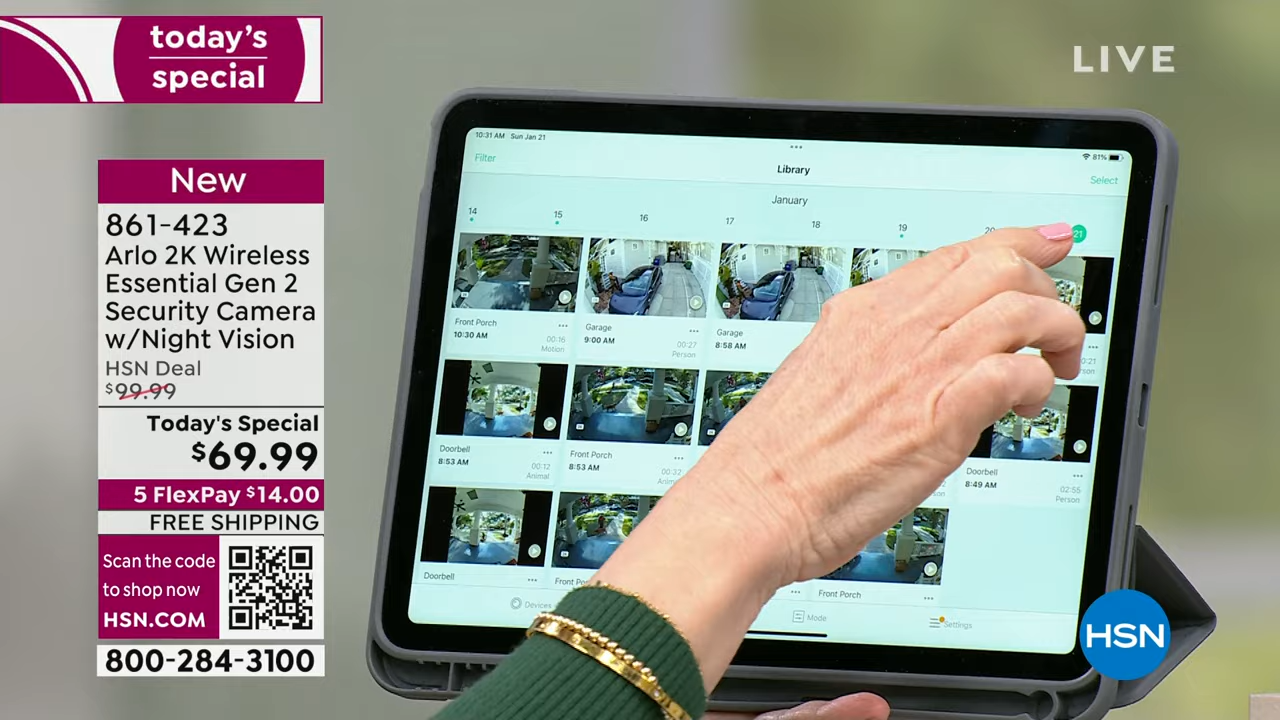 today's
special
LIVE
New
861-423
Arlo 2K Wireless
Essential Gen 2
Security Camera
w/Night Vision
HSN Deal
$99.99
Today's Special
$69.99
5 FlexPay $14.00
FREE SHIPPING
Scan the code
to shop now
HSN.COM
800-284-3100
10:31 AM Sun Jan 21
81%
Filter
Library
Select
January
14 15 16 17 18 19 20 21
Front Porch
10:30 AM
00:16
Motion
Garage
9:00 AM
00:27
Person
Garage
8:58 AM
Doorbell
8:53 AM
00:12
Animal
Front Porch
8:53 AM
Doorbell
8:49 AM
02:55
Person
Doorbell
Front Porch
Devices
Mode
Settings
HSN